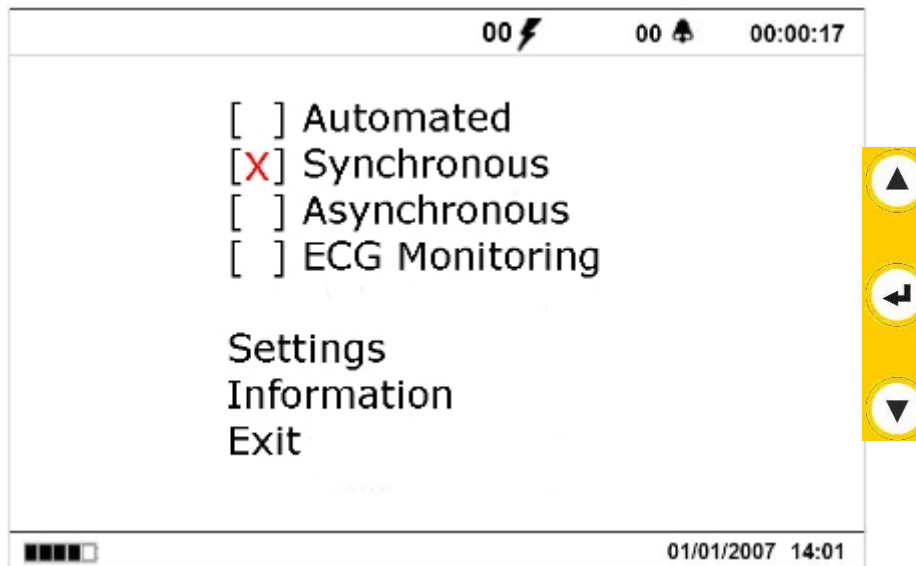 00 00 00:00:17
[ ] Automated
[X] Synchronous
[ ] Asynchronous
[ ] ECG Monitoring
Settings
Information
Exit
01/01/2007 14:01